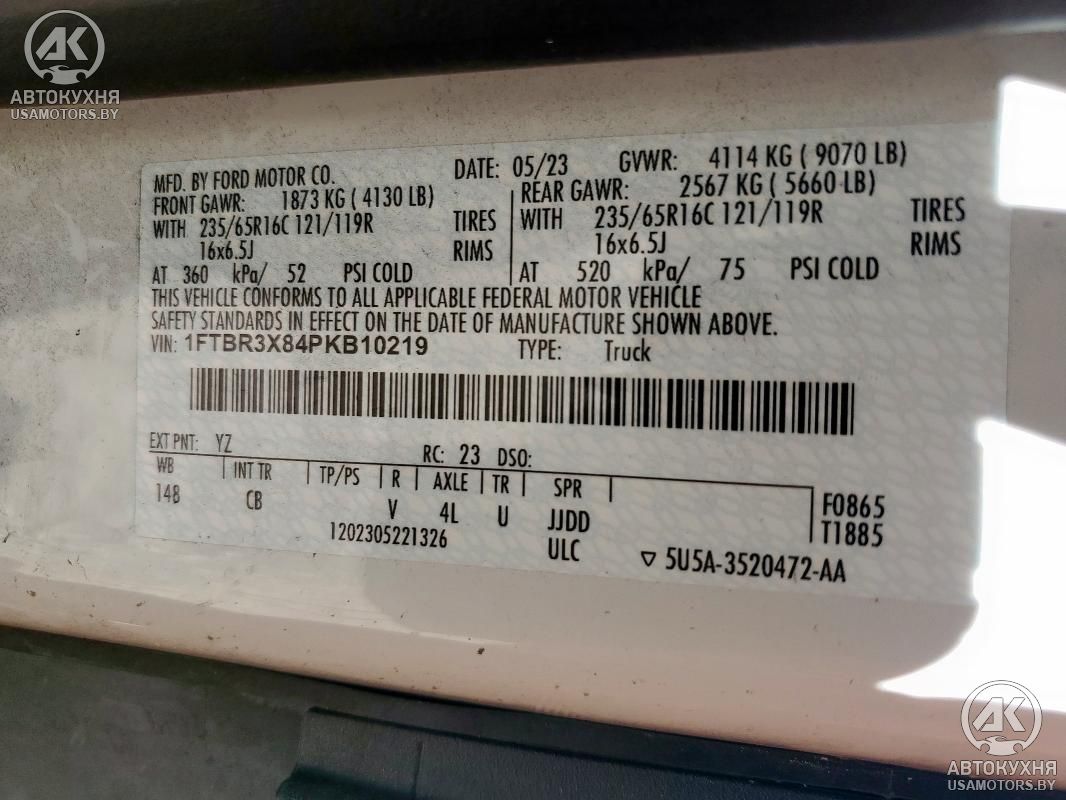 АК
АВТОКУХНЯ
USAMOTORS.BY
MFD. BY FORD MOTOR CO. DATE: 05/23 GVWR: 4114 KG ( 9070 LB)
FRONT GAWR: 1873 KG ( 4130 LB) REAR GAWR: 2567 KG ( 5660 LB)
WITH 235/65R16C 121/119R TIRES WITH 235/65R16C 121/119R TIRES
16x6.5J RIMS 16x6.5J RIMS
AT 360 kPa/ 52 PSI COLD AT 520 kPa/ 75 PSI COLD
THIS VEHICLE CONFORMS TO ALL APPLICABLE FEDERAL MOTOR VEHICLE
SAFETY STANDARDS IN EFFECT ON THE DATE OF MANUFACTURE SHOWN ABOVE.
VIN: 1FTBR3X84PKB10219 TYPE: Truck
EXT PNT: YZ RC: 23 DSO:
WB INT TR TP/PS R AXLE TR SPR
148 CB V 4L U JJDD F0865
1202305221326 ULC T1885
▽ 5U5A-3520472-AA
АК
АВТОКУХНЯ
USAMOTORS.BY